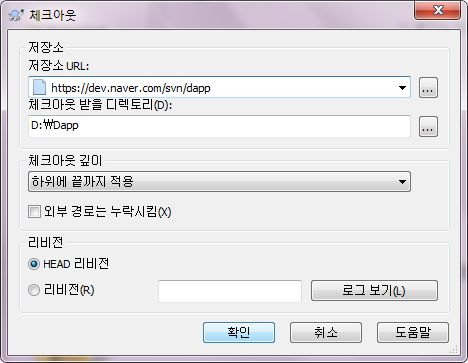 체크아웃
저장소
저장소 URL:
https://dev.naver.com/svn/dapp
...
체크아웃 받을 디렉토리(D):
D:₩Dapp
...
체크아웃 깊이
하위에 끝까지 적용
외부 경로는 누락시킴(X)
리비전
HEAD 리비전
리비전(R)
로그 보기(L)
확인
취소
도움말